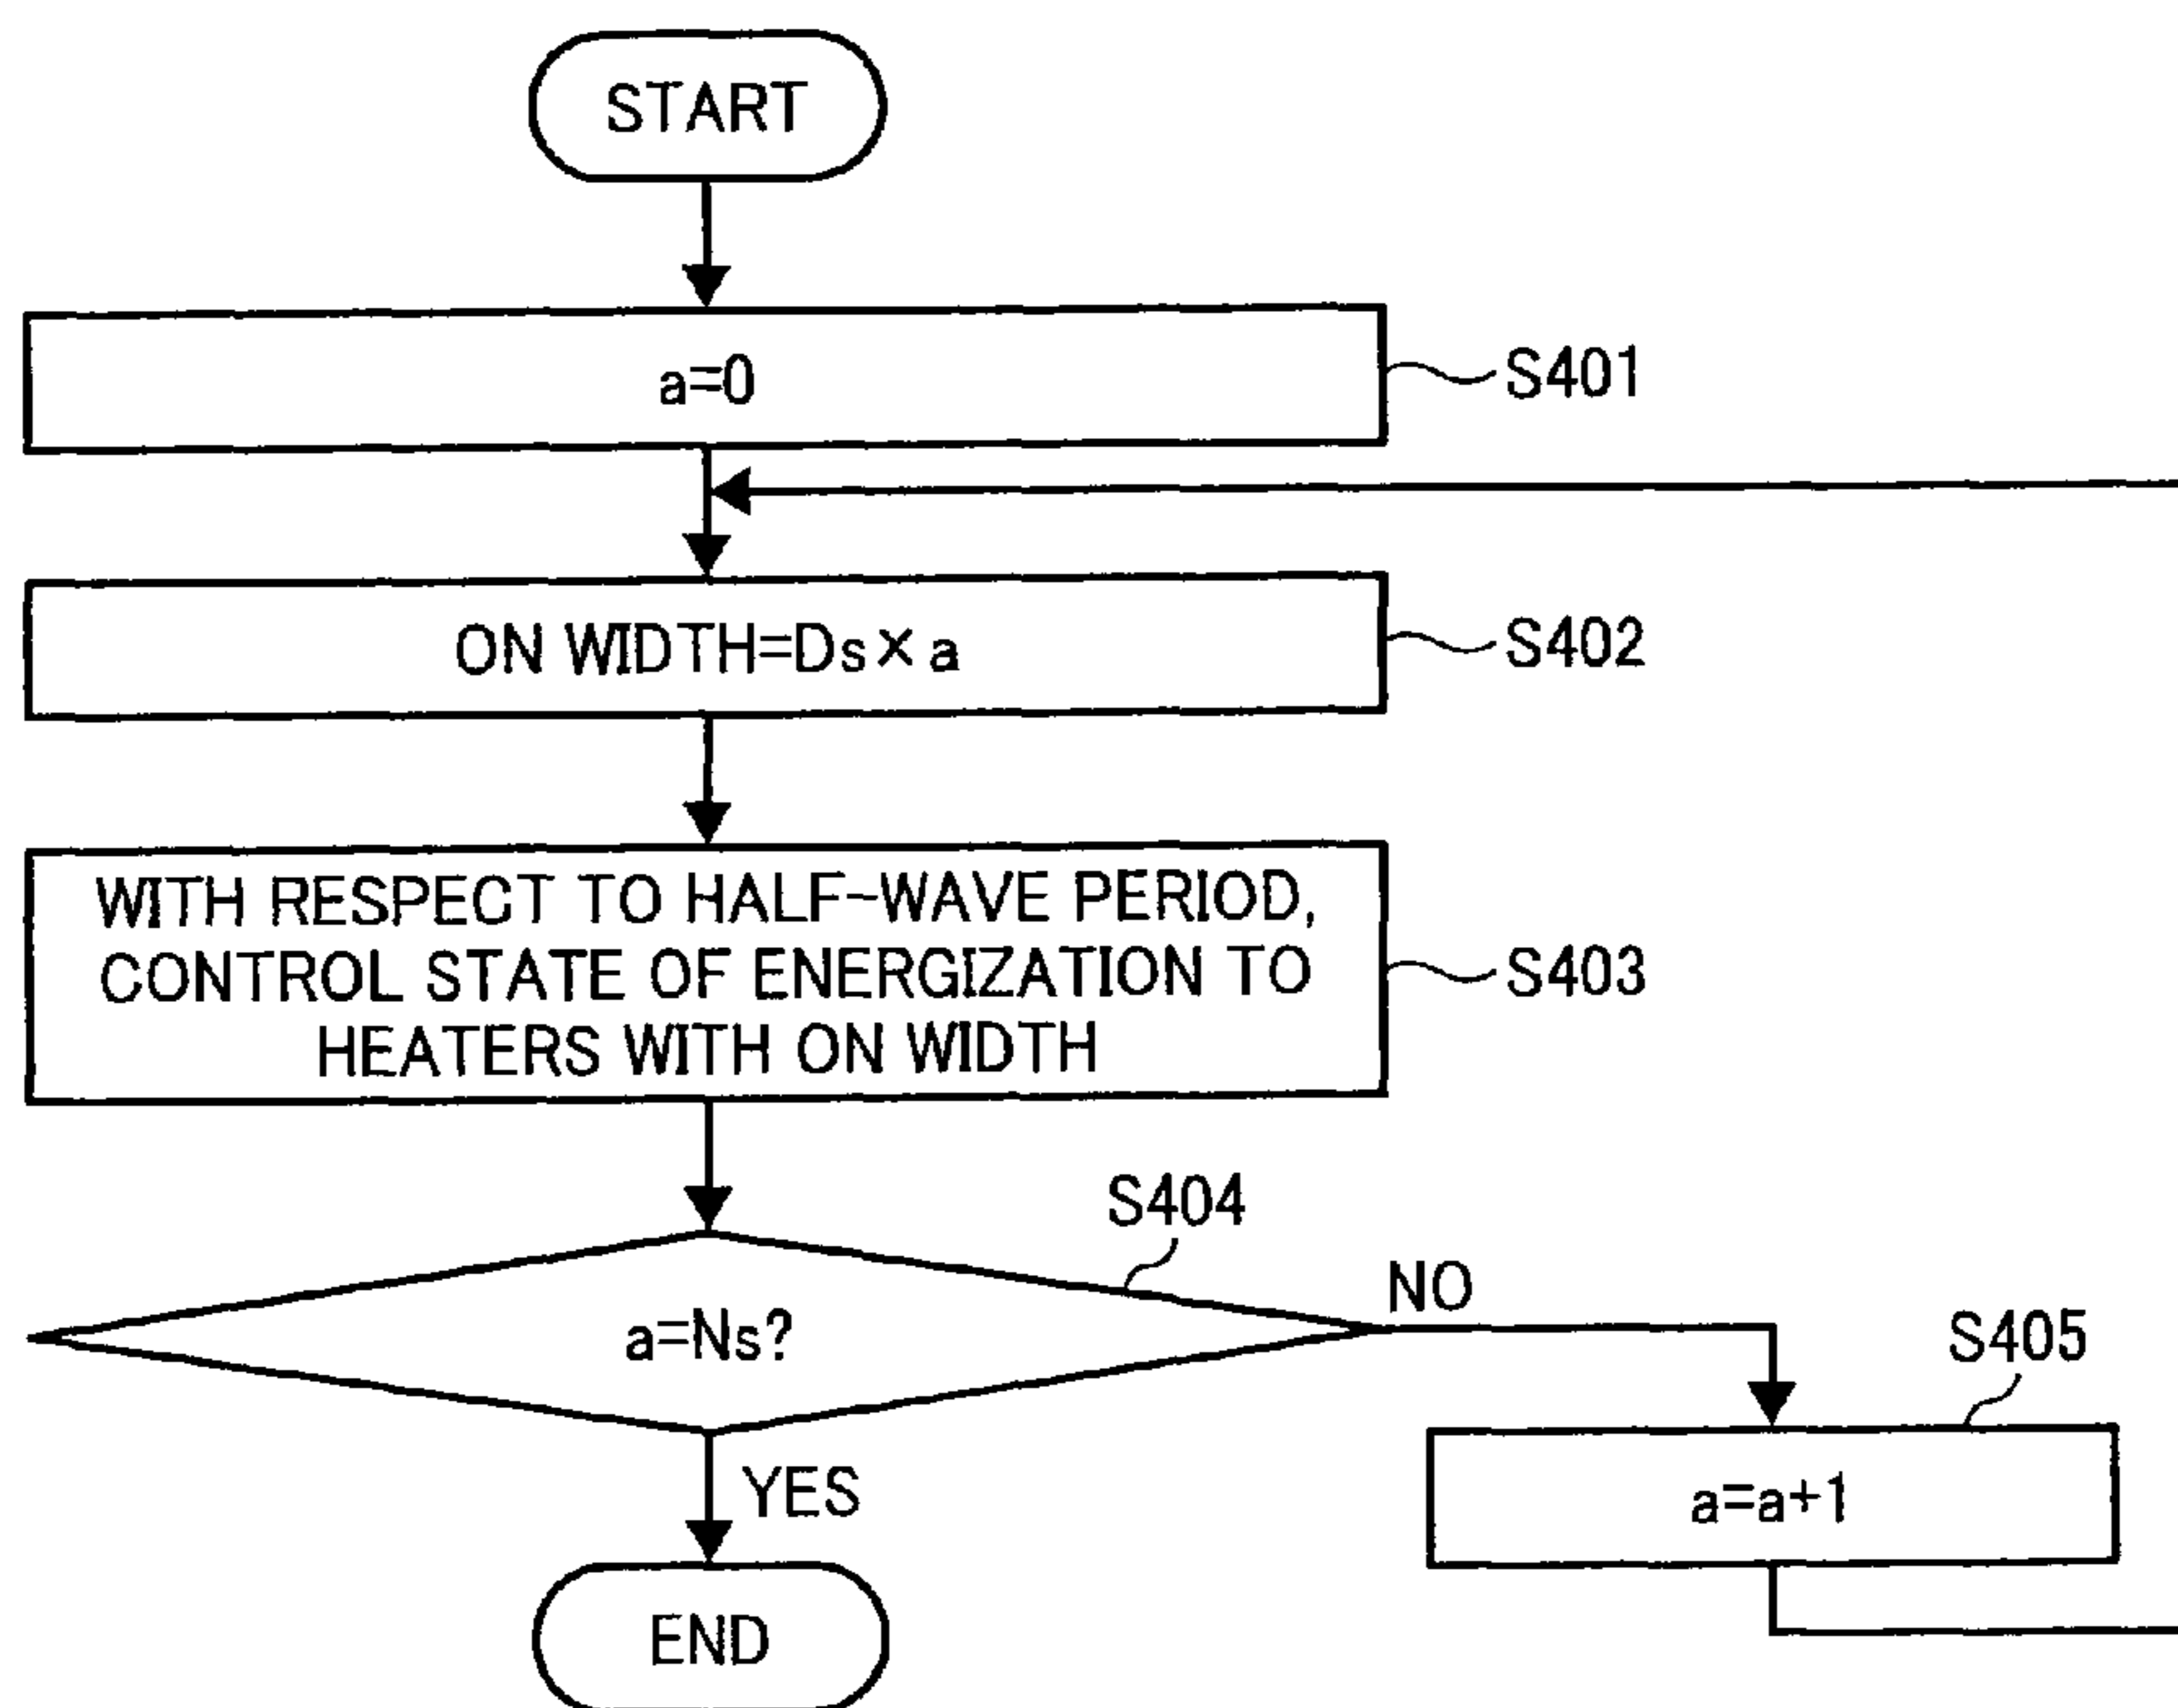 START
a=0
S401
ON WIDTH=Ds×a
S402
WITH RESPECT TO HALF-WAVE PERIOD,
CONTROL STATE OF ENERGIZATION TO
HEATERS WITH ON WIDTH
S403
S404
a=Ns?
NO
S405
a=a+1
YES
END